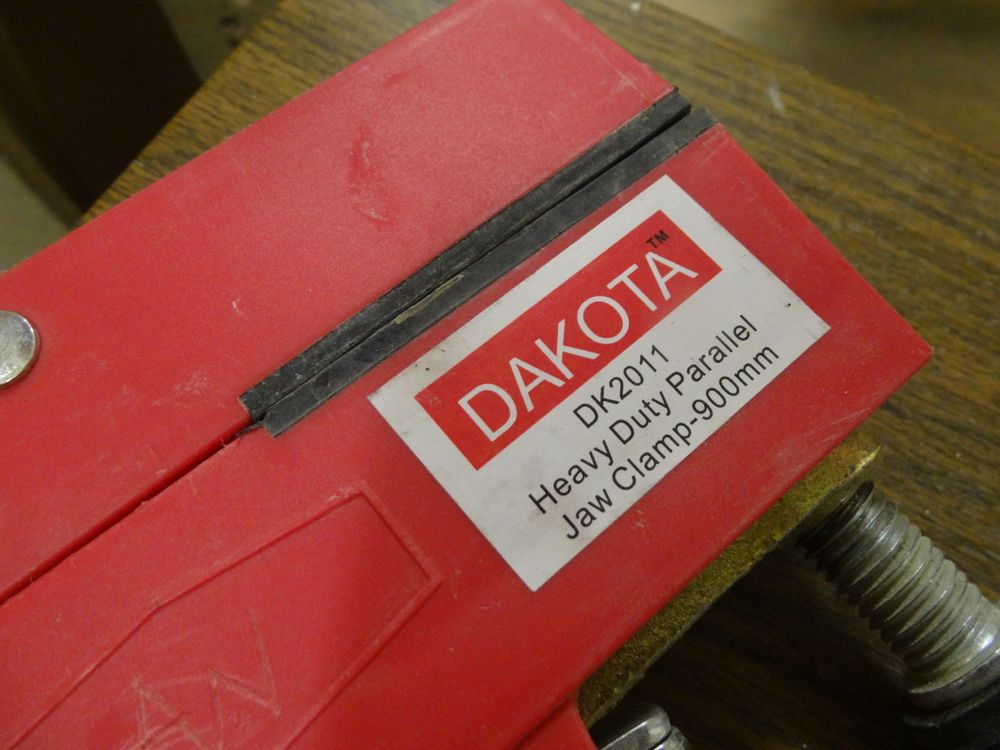 DAKOTA™
DK2011
Heavy Duty Parallel
Jaw Clamp-900mm